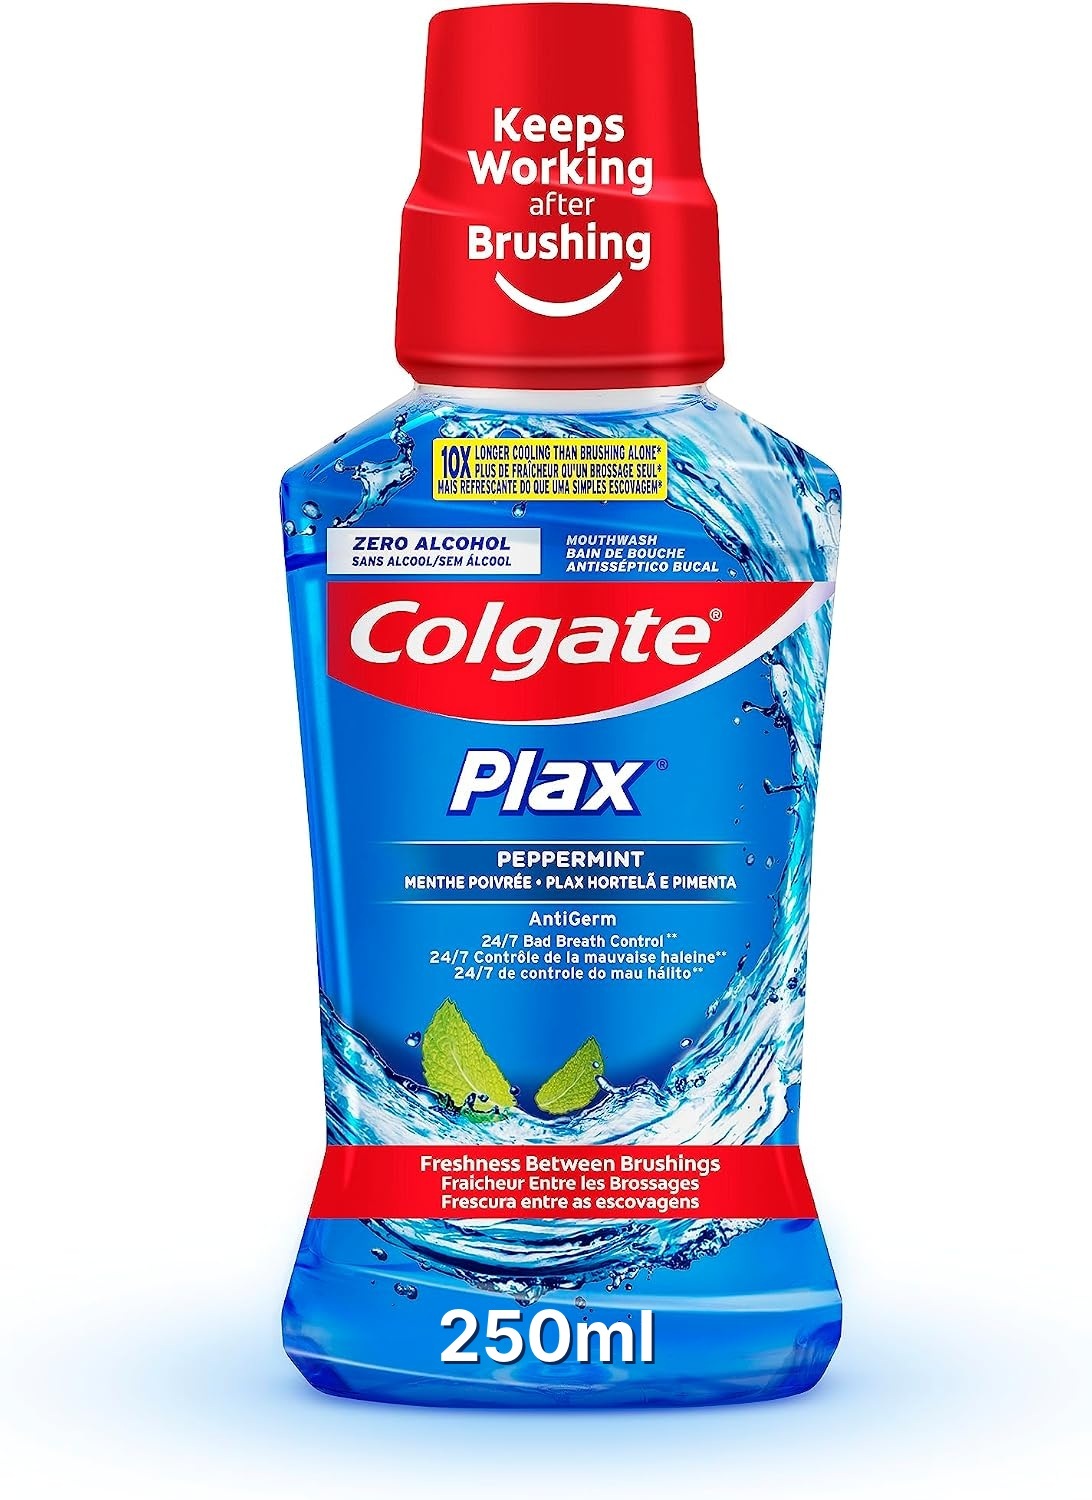 Keeps
Working
after
Brushing
10X LONGER COOLING THAN BRUSHING ALONE*
PLUS DE FRAÎCHEUR QU'UN BROSSAGE SEUL*
MAIS REFRESCANTE DO QUE UMA SIMPLES ESCOVAGEM*
ZERO ALCOHOL
SANS ALCOOL/SEM ÁLCOOL
MOUTHWASH
BAIN DE BOUCHE
ANTISSÉPTICO BUCAL
Colgate®
Plax®
PEPPERMINT
MENTHE POIVRÉE • PLAX HORTELÃ E PIMENTA
AntiGerm
24/7 Bad Breath Control**
24/7 Contrôle de la mauvaise haleine**
24/7 de controle do mau hálito**
Freshness Between Brushings
Fraicheur Entre les Brossages
Frescura entre as escovagens
250ml